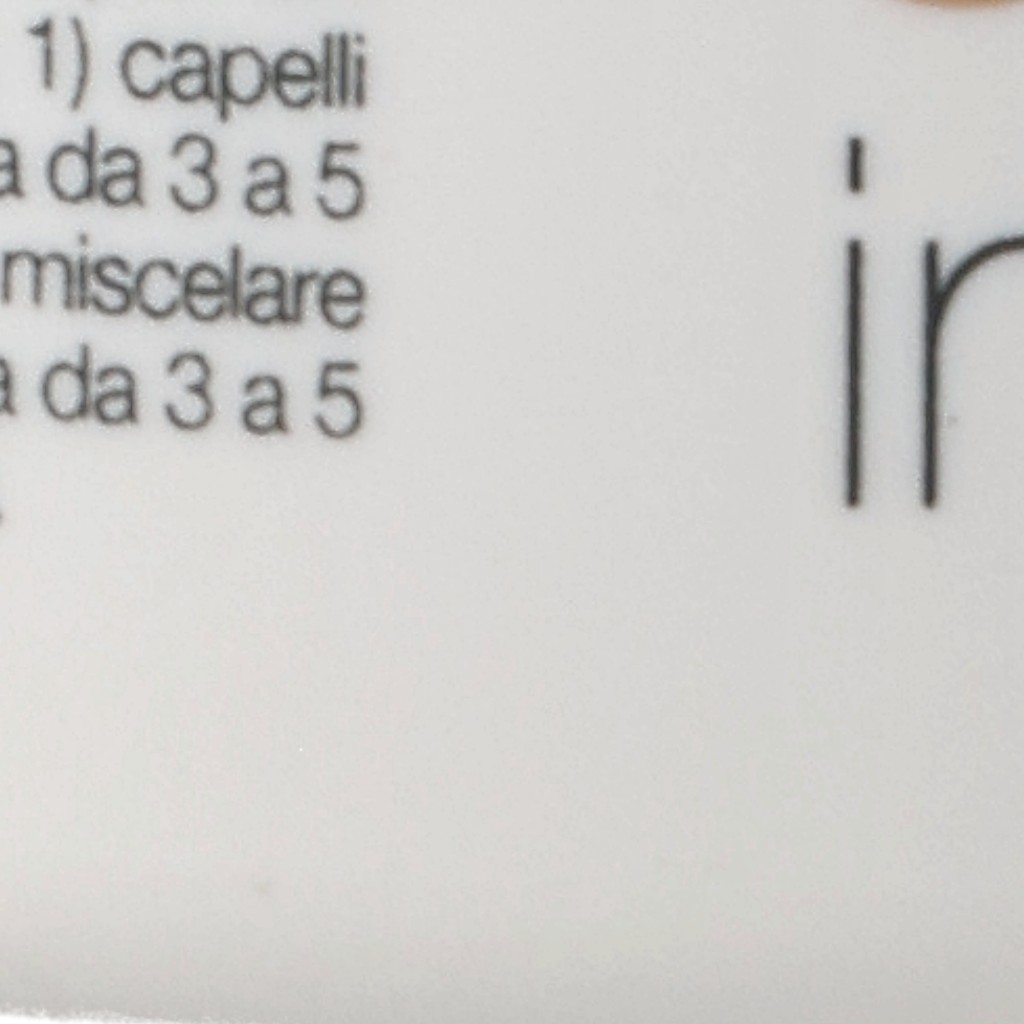 1) capelli
a da 3 a 5
miscelare
a da 3 a 5